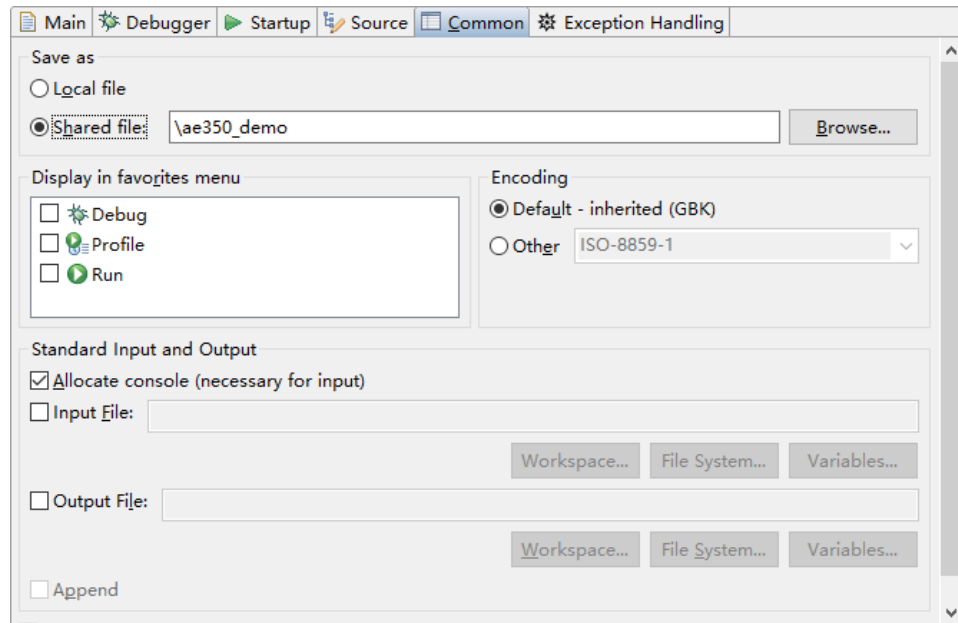 Main Debugger Startup Source Common Exception Handling
Save as
Local file
Shared file: \ae350_demo Browse...
Display in favorites menu
Debug
Profile
Run
Encoding
Default - inherited (GBK)
Other ISO-8859-1
Standard Input and Output
Allocate console (necessary for input)
Input File:
Workspace... File System... Variables...
Output File:
Workspace... File System... Variables...
Append